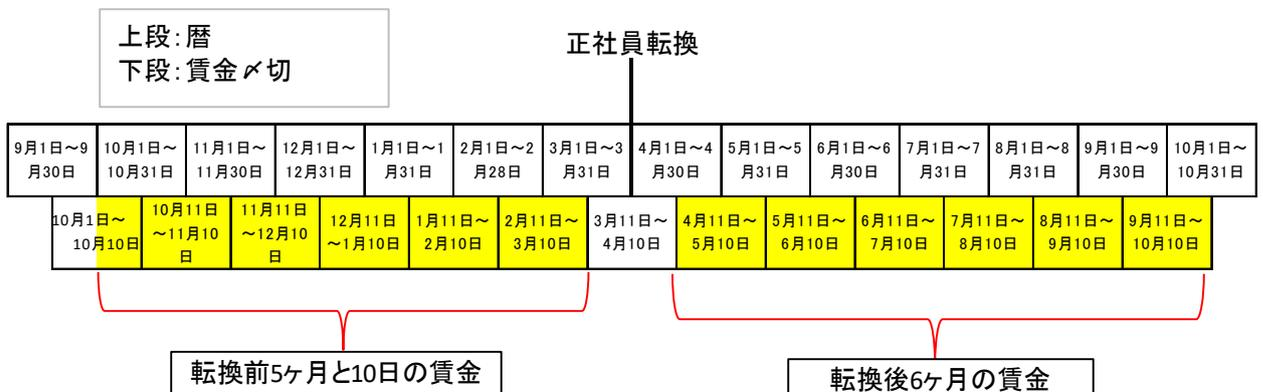 上段：暦
下段：賃金〆切
正社員転換
9月1日～9
月30日
10月1日～
10月31日
11月1日～
11月30日
12月1日～
12月31日
1月1日～1
月31日
2月1日～2
月28日
3月1日～3
月31日
4月1日～4
月30日
5月1日～5
月31日
6月1日～6
月30日
7月1日～7
月31日
8月1日～8
月31日
9月1日～9
月30日
10月1日～
10月31日
10月1日～
10月10日
10月11日
～11月10
日
11月11日
～12月10
日
12月11日
～1月10日
1月11日～
2月10日
2月11日～
3月10日
3月11日～
4月10日
4月11日～
5月10日
5月11日～
6月10日
6月11日～
7月10日
7月11日～
8月10日
8月11日～
9月10日
9月11日～
10月10日
転換前5ヶ月と10日の賃金
転換後6ヶ月の賃金